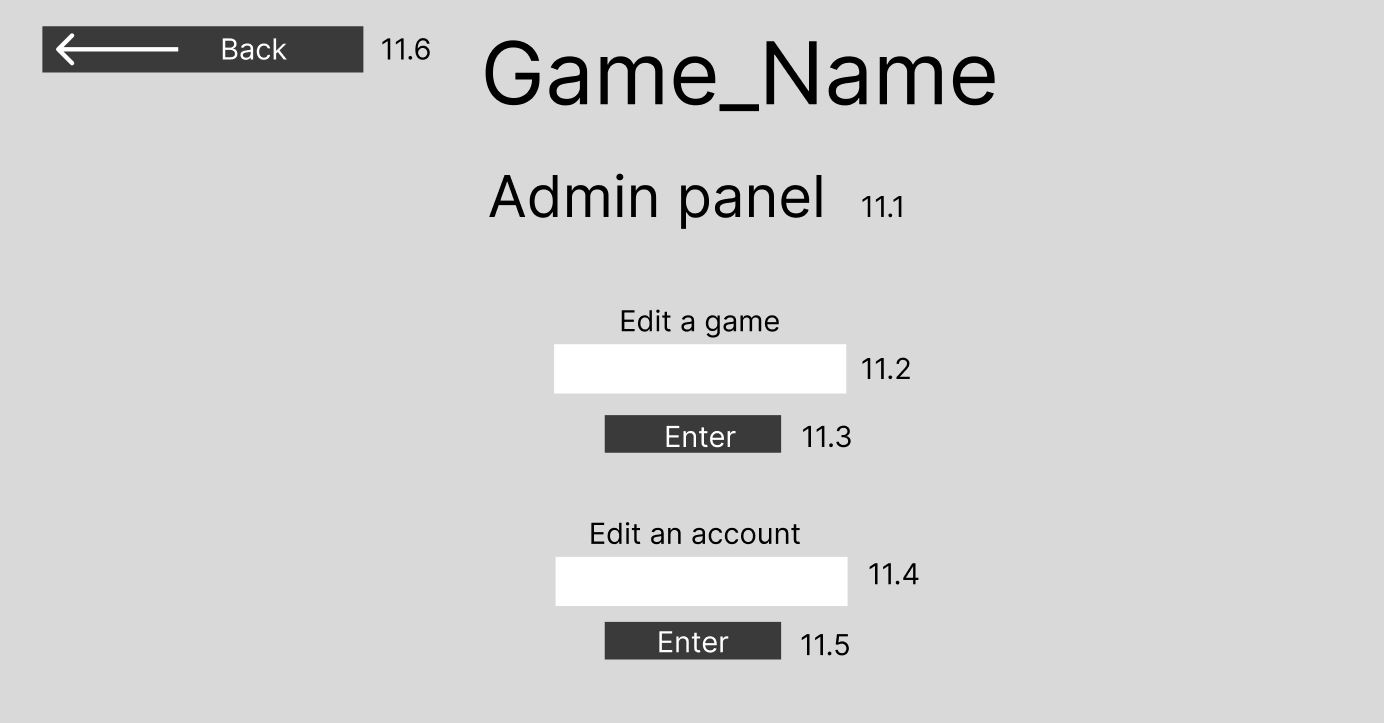 Back 11.6
Game_Name
Admin panel 11.1
Edit a game
11.2
Enter 11.3
Edit an account
11.4
Enter 11.5